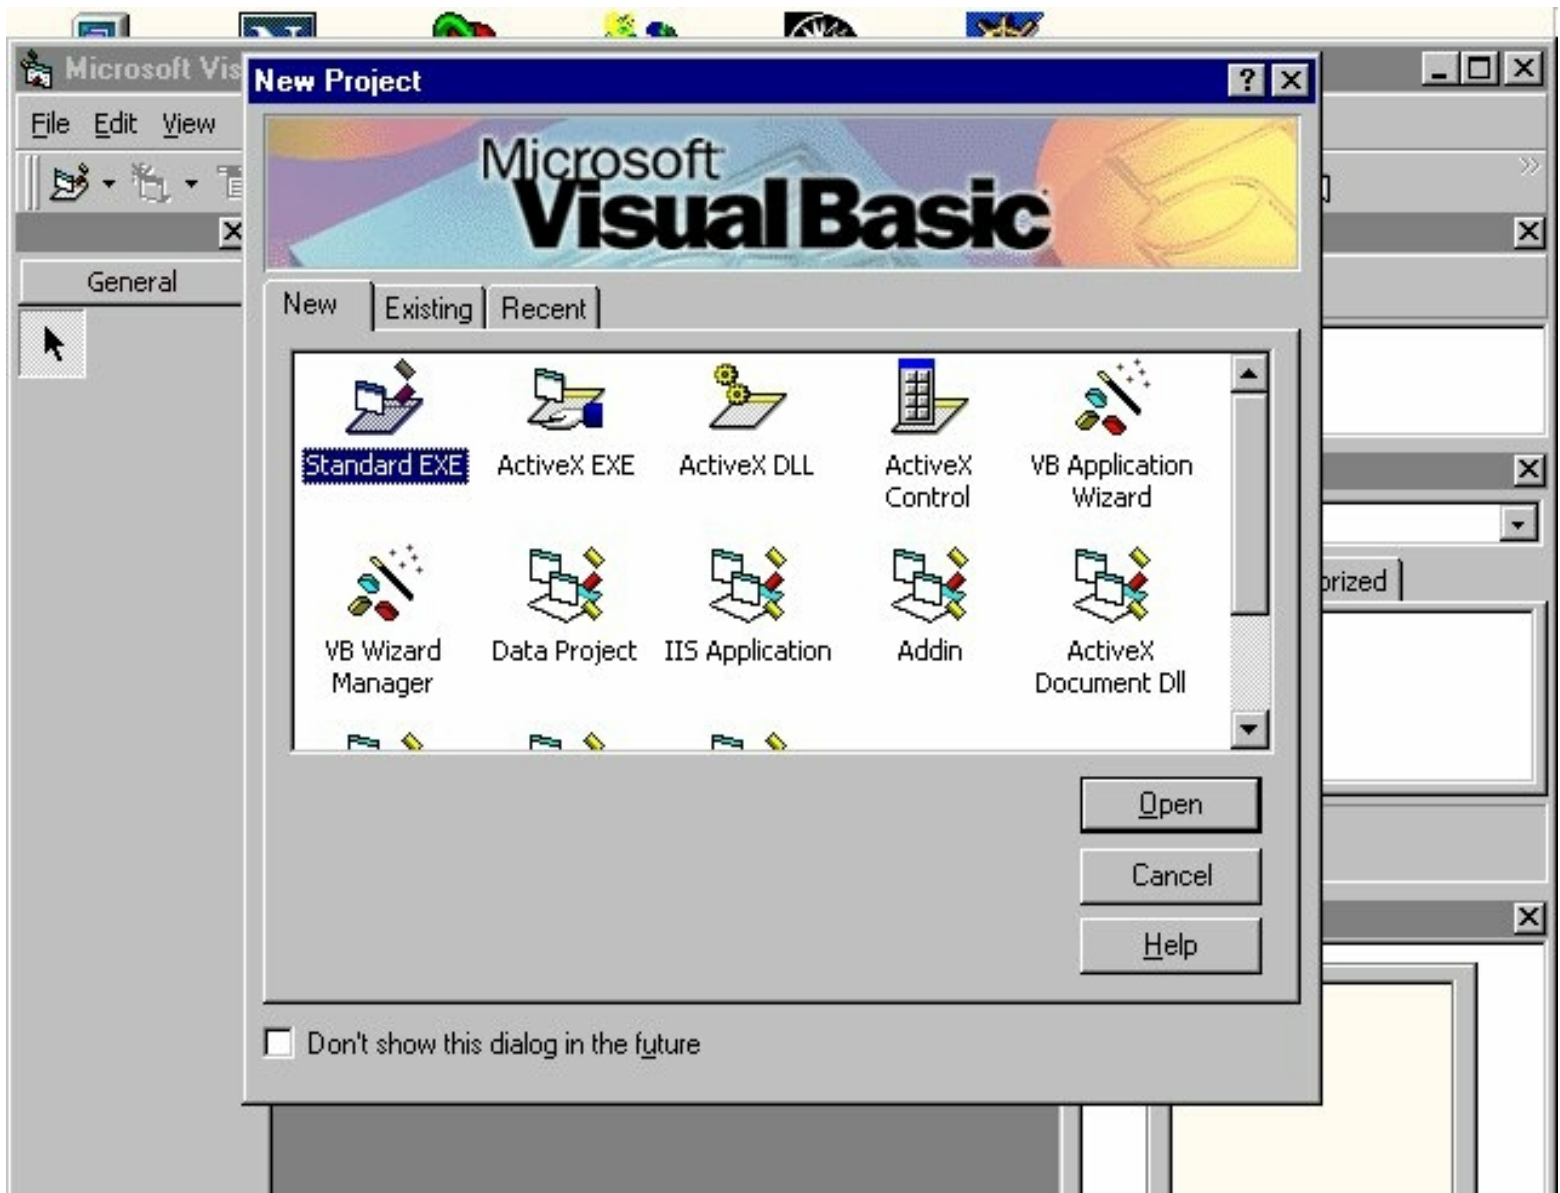 Microsoft Vis
New Project
File Edit View
Microsoft
Visual Basic
General
New Existing Recent
Standard EXE ActiveX EXE ActiveX DLL ActiveX Control VB Application Wizard
VB Wizard Manager Data Project IIS Application Addin ActiveX Document Dll
orized
Open
Cancel
Help
Don't show this dialog in the future